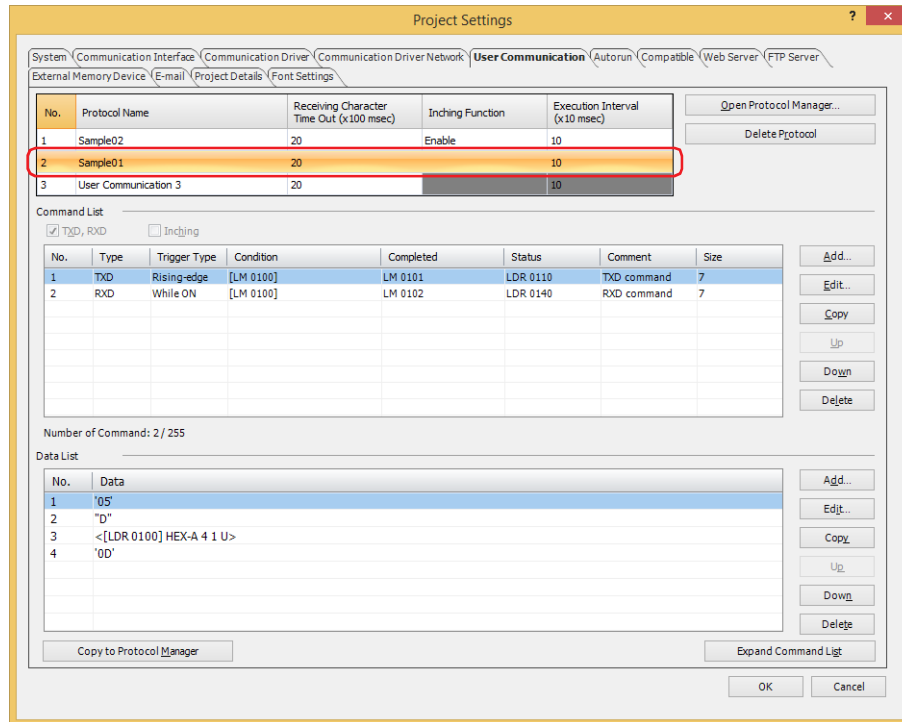 Project Settings
? ×
System Communication Interface Communication Driver Communication Driver Network User Communication Autorun Compatible Web Server FTP Server
External Memory Device E-mail Project Details Font Settings
No. Protocol Name Receiving Character Time Out (x100 msec) Inching Function Execution Interval (x10 msec)
1 Sample02 20 Enable 10
2 Sample01 20 10
3 User Communication 3 20 10
Open Protocol Manager...
Delete Protocol
Command List
TXD, RXD Inching
No. Type Trigger Type Condition Completed Status Comment Size
1 TXD Rising-edge [LM 0100] LM 0101 LDR 0110 TXD command 7
2 RXD While ON [LM 0100] LM 0102 LDR 0140 RXD command 7
Add...
Edit...
Copy
Up
Down
Delete
Number of Command: 2 / 255
Data List
No. Data
1 '05'
2 "D"
3 <[LDR 0100] HEX-A 4 1 U>
4 '0D'
Add...
Edit...
Copy
Up
Down
Delete
Copy to Protocol Manager
Expand Command List
OK Cancel